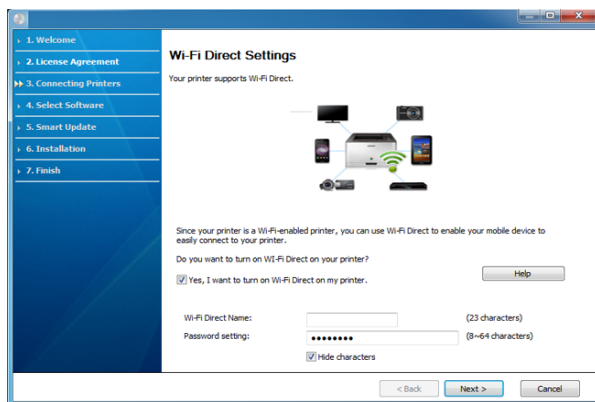 1. Welcome
2. License Agreement
3. Connecting Printers
4. Select Software
5. Smart Update
6. Installation
7. Finish
Wi-Fi Direct Settings
Your printer supports Wi-Fi Direct.
Since your printer is a Wi-Fi-enabled printer, you can use Wi-Fi Direct to enable your mobile device to
easily connect to your printer.
Do you want to turn on WI-Fi Direct on your printer?
Yes, I want to turn on Wi-Fi Direct on my printer.
Help
Wi-Fi Direct Name: (23 characters)
Password setting: •••••••• (8~64 characters)
Hide characters
< Back Next > Cancel